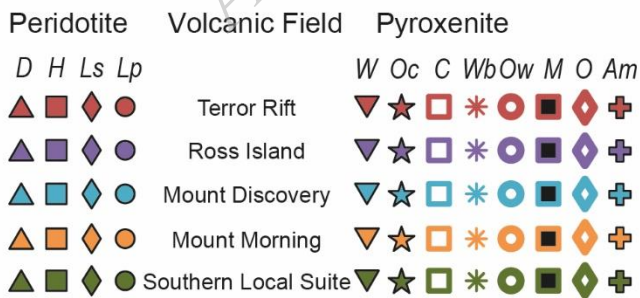 Peridotite Volcanic Field Pyroxenite
D H Ls Lp W Oc C Wb Ow M O Am
Terror Rift
Ross Island
Mount Discovery
Mount Morning
Southern Local Suite